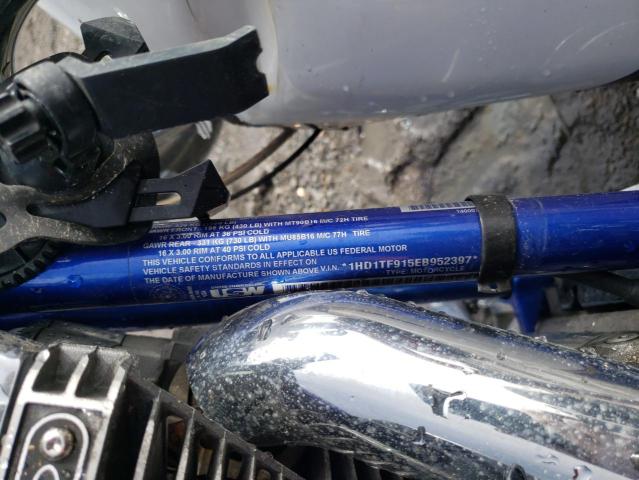 GAWR FRONT - 195 KG (430 LB) WITH MT90B16 M/C 72H TIRE
16 X 3.00 RIM AT 36 PSI COLD
GAWR REAR - 331 KG (730 LB) WITH MU85B16 M/C 77H TIRE
16 X 3.00 RIM AT 40 PSI COLD
THIS VEHICLE CONFORMS TO ALL APPLICABLE US FEDERAL MOTOR
VEHICLE SAFETY STANDARDS IN EFFECT ON
THE DATE OF MANUFACTURE SHOWN ABOVE V.I.N. *1HD1TF915EB952397*
TYPE: MOTORCYCLE